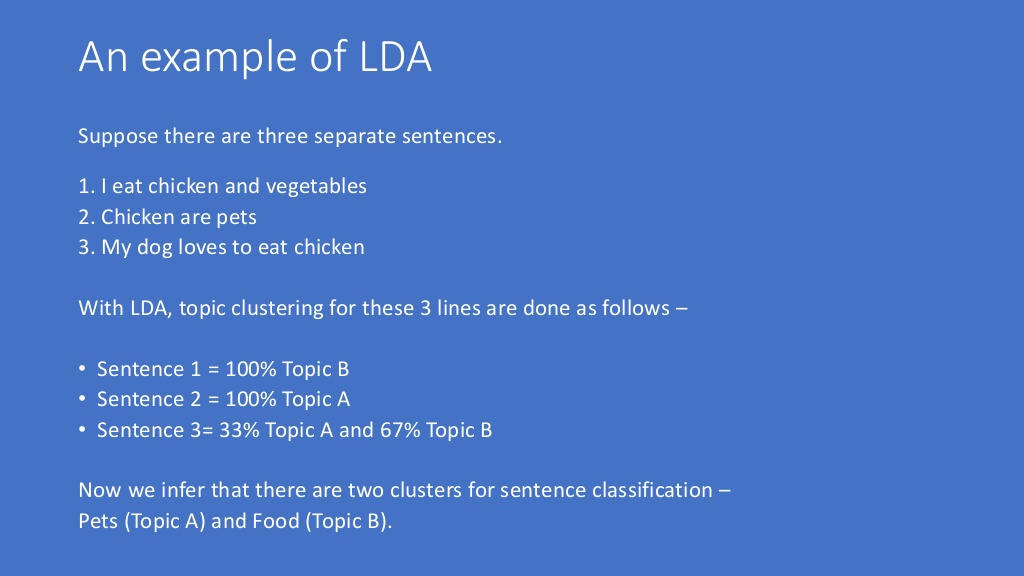 An example of LDA
Suppose there are three separate sentences.
1. I eat chicken and vegetables
2. Chicken are pets
3. My dog loves to eat chicken
With LDA, topic clustering for these 3 lines are done as follows –
• Sentence 1 = 100% Topic B
• Sentence 2 = 100% Topic A
• Sentence 3= 33% Topic A and 67% Topic B
Now we infer that there are two clusters for sentence classification –
Pets (Topic A) and Food (Topic B).